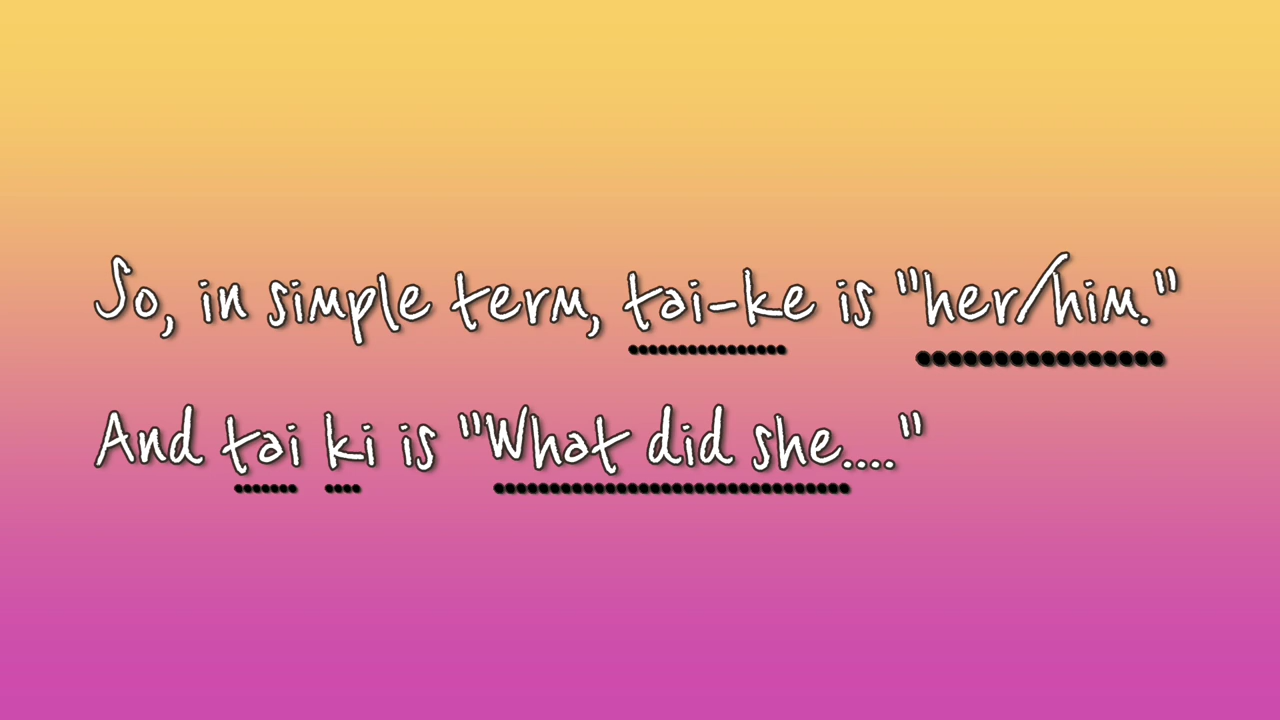 So, in simple term, tai-ke is "her/him."
And tai ki is "What did she...."